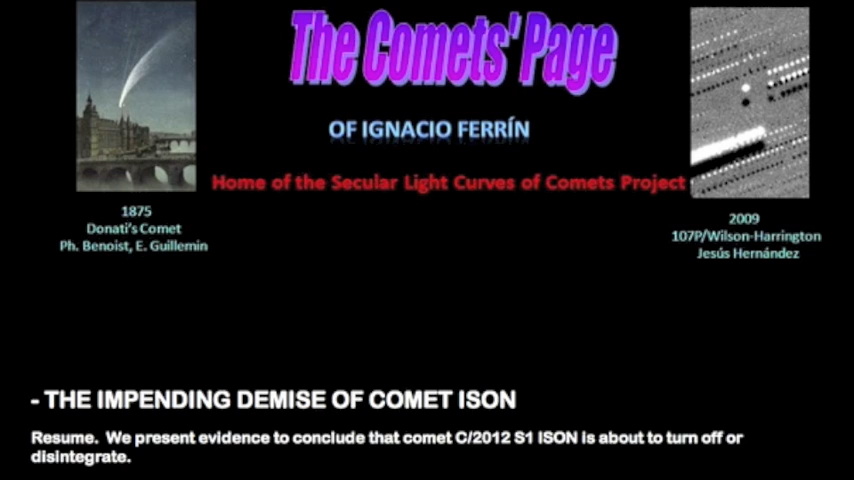 The Comets' Page
OF IGNACIO FERRÍN
Home of the Secular Light Curves of Comets Project
1875
Donati's Comet
Ph. Benoist, E. Guillemin
2009
107P/Wilson-Harrington
Jesús Hernández
- THE IMPENDING DEMISE OF COMET ISON
Resume. We present evidence to conclude that comet C/2012 S1 ISON is about to turn off or
disintegrate.